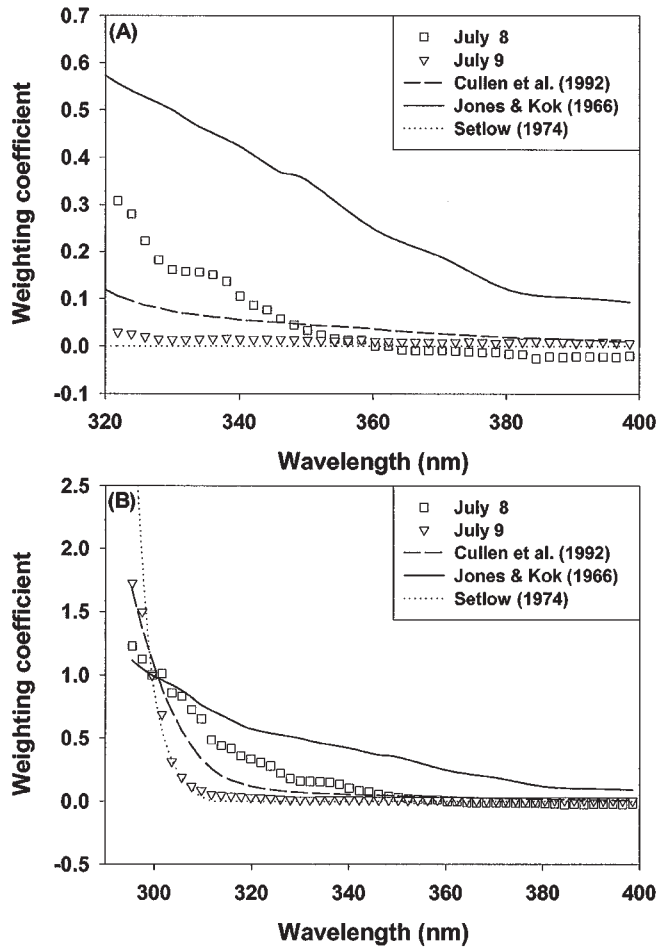 (A)
July 8
July 9
Cullen et al. (1992)
Jones & Kok (1966)
Setlow (1974)
Weighting coefficient
0.7
0.6
0.5
0.4
0.3
0.2
0.1
0.0
-0.1
320 340 360 380 400
Wavelength (nm)
(B)
July 8
July 9
Cullen et al. (1992)
Jones & Kok (1966)
Setlow (1974)
Weighting coefficient
2.5
2.0
1.5
1.0
0.5
0.0
-0.5
300 320 340 360 380 400
Wavelength (nm)